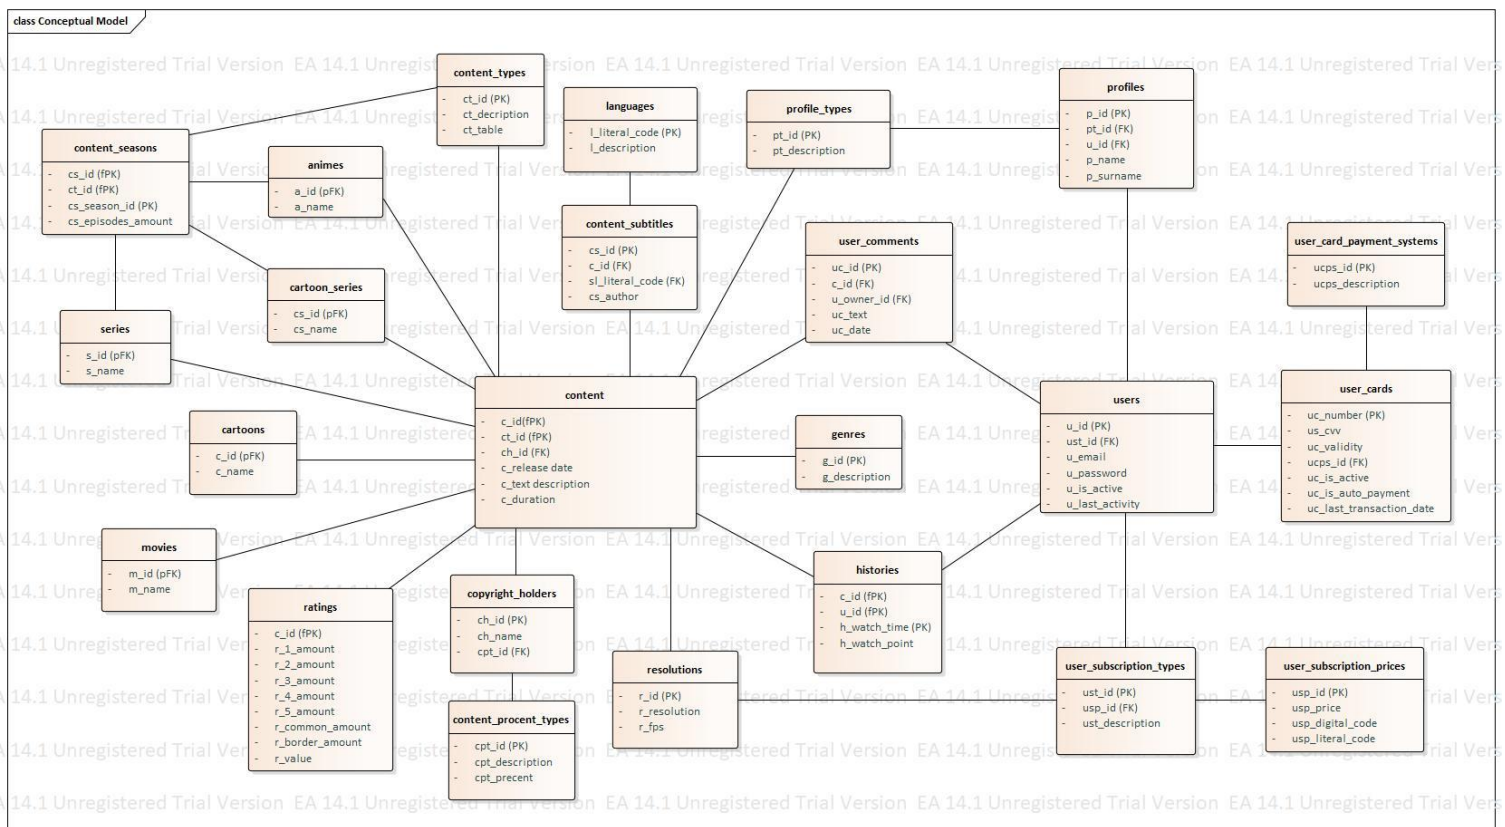 class Conceptual Model
content_types
- ct_id (PK)
- ct_decription
- ct_table
languages
- l_literal_code (PK)
- l_description
profile_types
- pt_id (PK)
- pt_description
profiles
- p_id (PK)
- pt_id (FK)
- u_id (FK)
- p_name
- p_surname
content_seasons
- cs_id (fPK)
- ct_id (fPK)
- cs_season_id (PK)
- cs_episodes_amount
animes
- a_id (pFK)
- a_name
content_subtitles
- cs_id (PK)
- c_id (FK)
- sl_literal_code (FK)
- cs_author
user_comments
- uc_id (PK)
- c_id (FK)
- u_owner_id (FK)
- uc_text
- uc_date
user_card_payment_systems
- ucps_id (PK)
- ucps_description
cartoon_series
- cs_id (pFK)
- cs_name
series
- s_id (pFK)
- s_name
content
- c_id(fPK)
- ct_id (fPK)
- ch_id (FK)
- c_release date
- c_text description
- c_duration
users
- u_id (PK)
- ust_id (FK)
- u_email
- u_password
- u_is_active
- u_last_activity
user_cards
- uc_number (PK)
- us_cvv
- uc_validity
- ucps_id (FK)
- uc_is_active
- uc_is_auto_payment
- uc_last_transaction_date
cartoons
- c_id (pFK)
- c_name
genres
- g_id (PK)
- g_description
movies
- m_id (pFK)
- m_name
ratings
- c_id (fPK)
- r_1_amount
- r_2_amount
- r_3_amount
- r_4_amount
- r_5_amount
- r_common_amount
- r_border_amount
- r_value
copyright_holders
- ch_id (PK)
- ch_name
- cpt_id (FK)
histories
- c_id (fPK)
- u_id (fPK)
- h_watch_time (PK)
- h_watch_point
resolutions
- r_id (PK)
- r_resolution
- r_fps
user_subscription_types
- ust_id (PK)
- usp_id (FK)
- ust_description
user_subscription_prices
- usp_id (PK)
- usp_price
- usp_digital_code
- usp_literal_code
content_procent_types
- cpt_id (PK)
- cpt_description
- cpt_precent
EA 14.1 Unregistered Trial Version